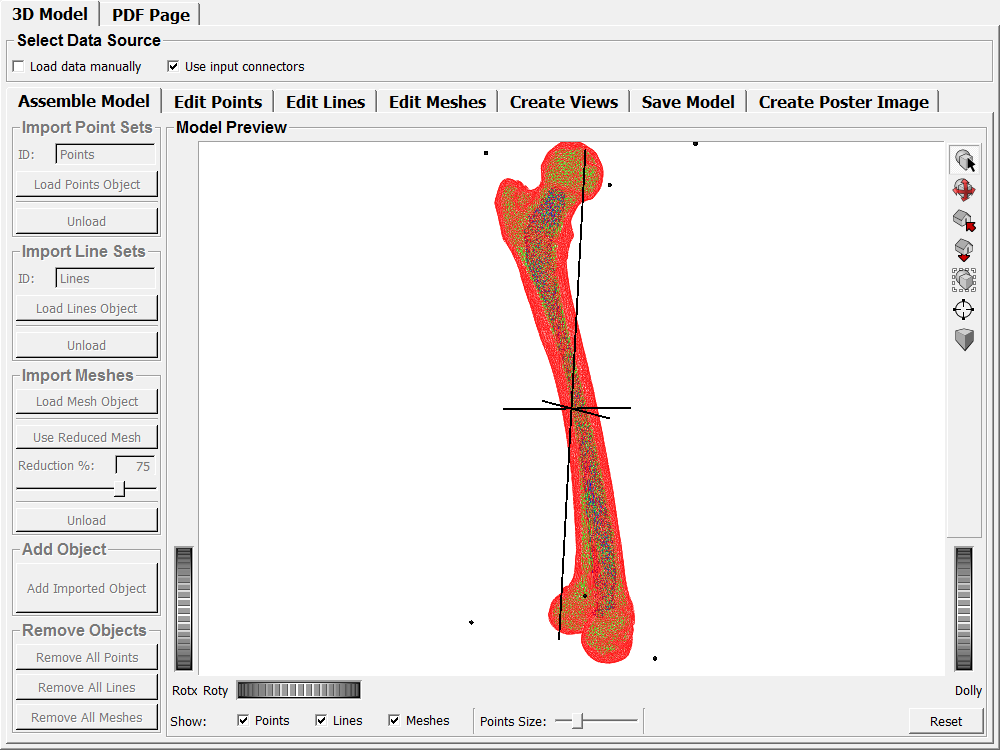 3D Model PDF Page
Select Data Source
Load data manually Use input connectors
Assemble Model Edit Points Edit Lines Edit Meshes Create Views Save Model Create Poster Image
Import Point Sets
ID: Points
Load Points Object
Unload
Import Line Sets
ID: Lines
Load Lines Object
Unload
Import Meshes
Load Mesh Object
Use Reduced Mesh
Reduction %: 75
Unload
Add Object
Add Imported Object
Remove Objects
Remove All Points
Remove All Lines
Remove All Meshes
Model Preview
Rotx Roty Dolly
Show: Points Lines Meshes Points Size: Reset